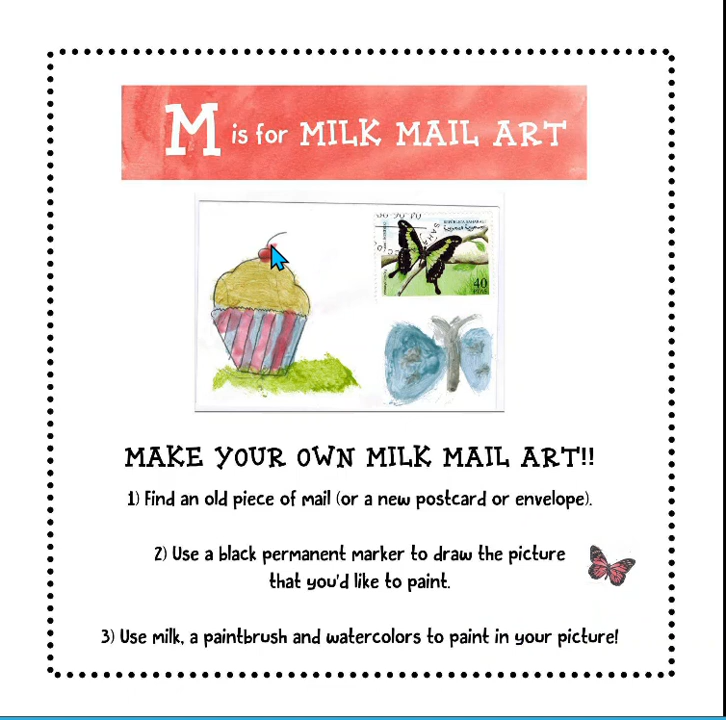 M is for MILK MAIL ART
40
MAKE YOUR OWN MILK MAIL ART!!
1) Find an old piece of mail (or a new postcard or envelope).
2) Use a black permanent marker to draw the picture
that you'd like to paint.
3) Use milk, a paintbrush and watercolors to paint in your picture!